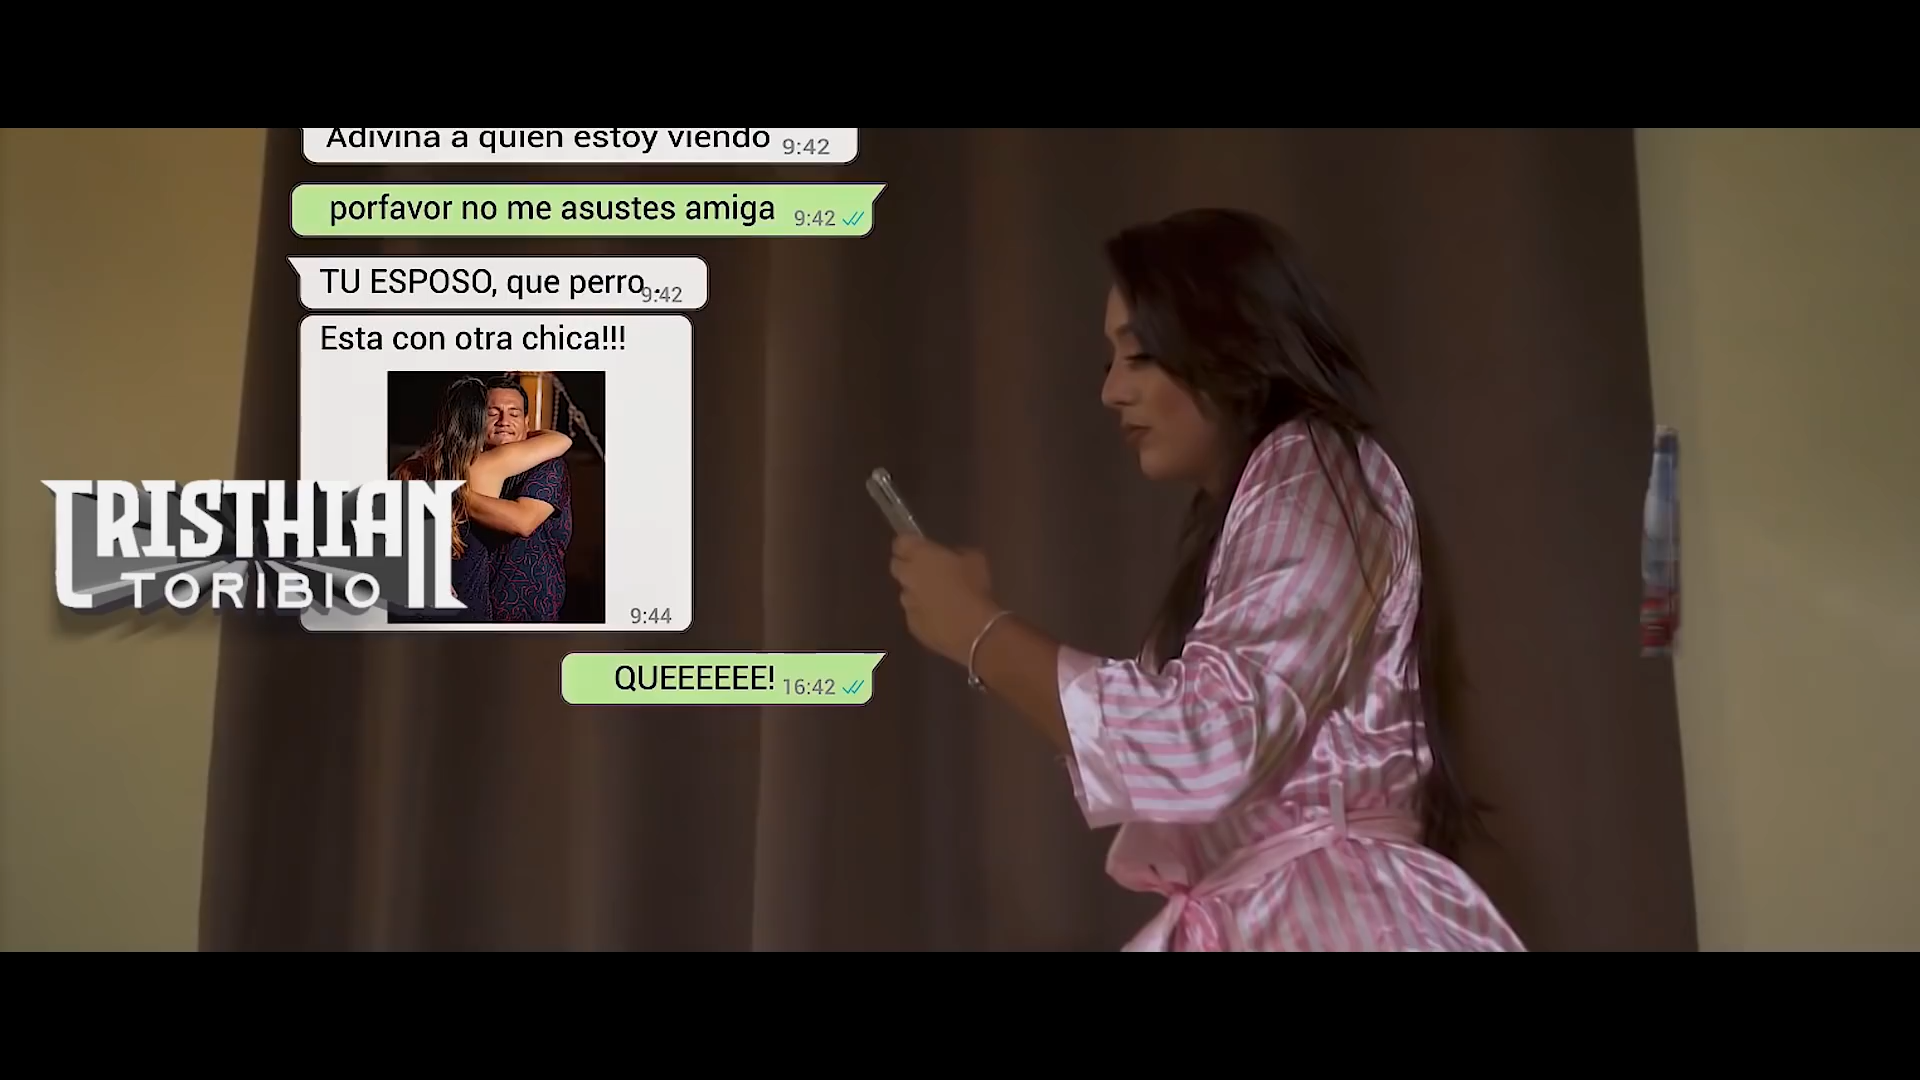 Adivina a quien estoy viendo 9:42
porfavor no me asustes amiga 9:42
TU ESPOSO, que perro.. 9:42
Esta con otra chica!!!
9:44
CRISTHIAN
TORIBIO
QUEEEEEE! 16:42